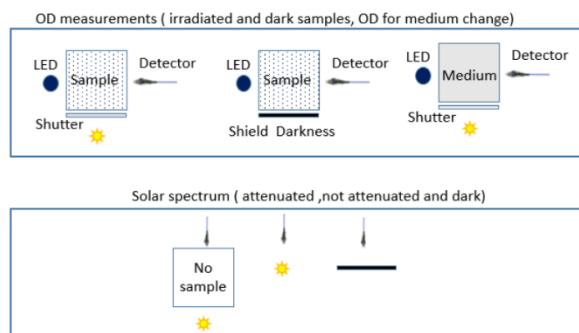 OD measurements ( irradiated and dark samples, OD for medium change)
LED
Sample
Detector
Shutter
LED
Sample
Detector
Shield Darkness
LED
Medium
Detector
Shutter
Solar spectrum ( attenuated ,not attenuated and dark)
No
sample